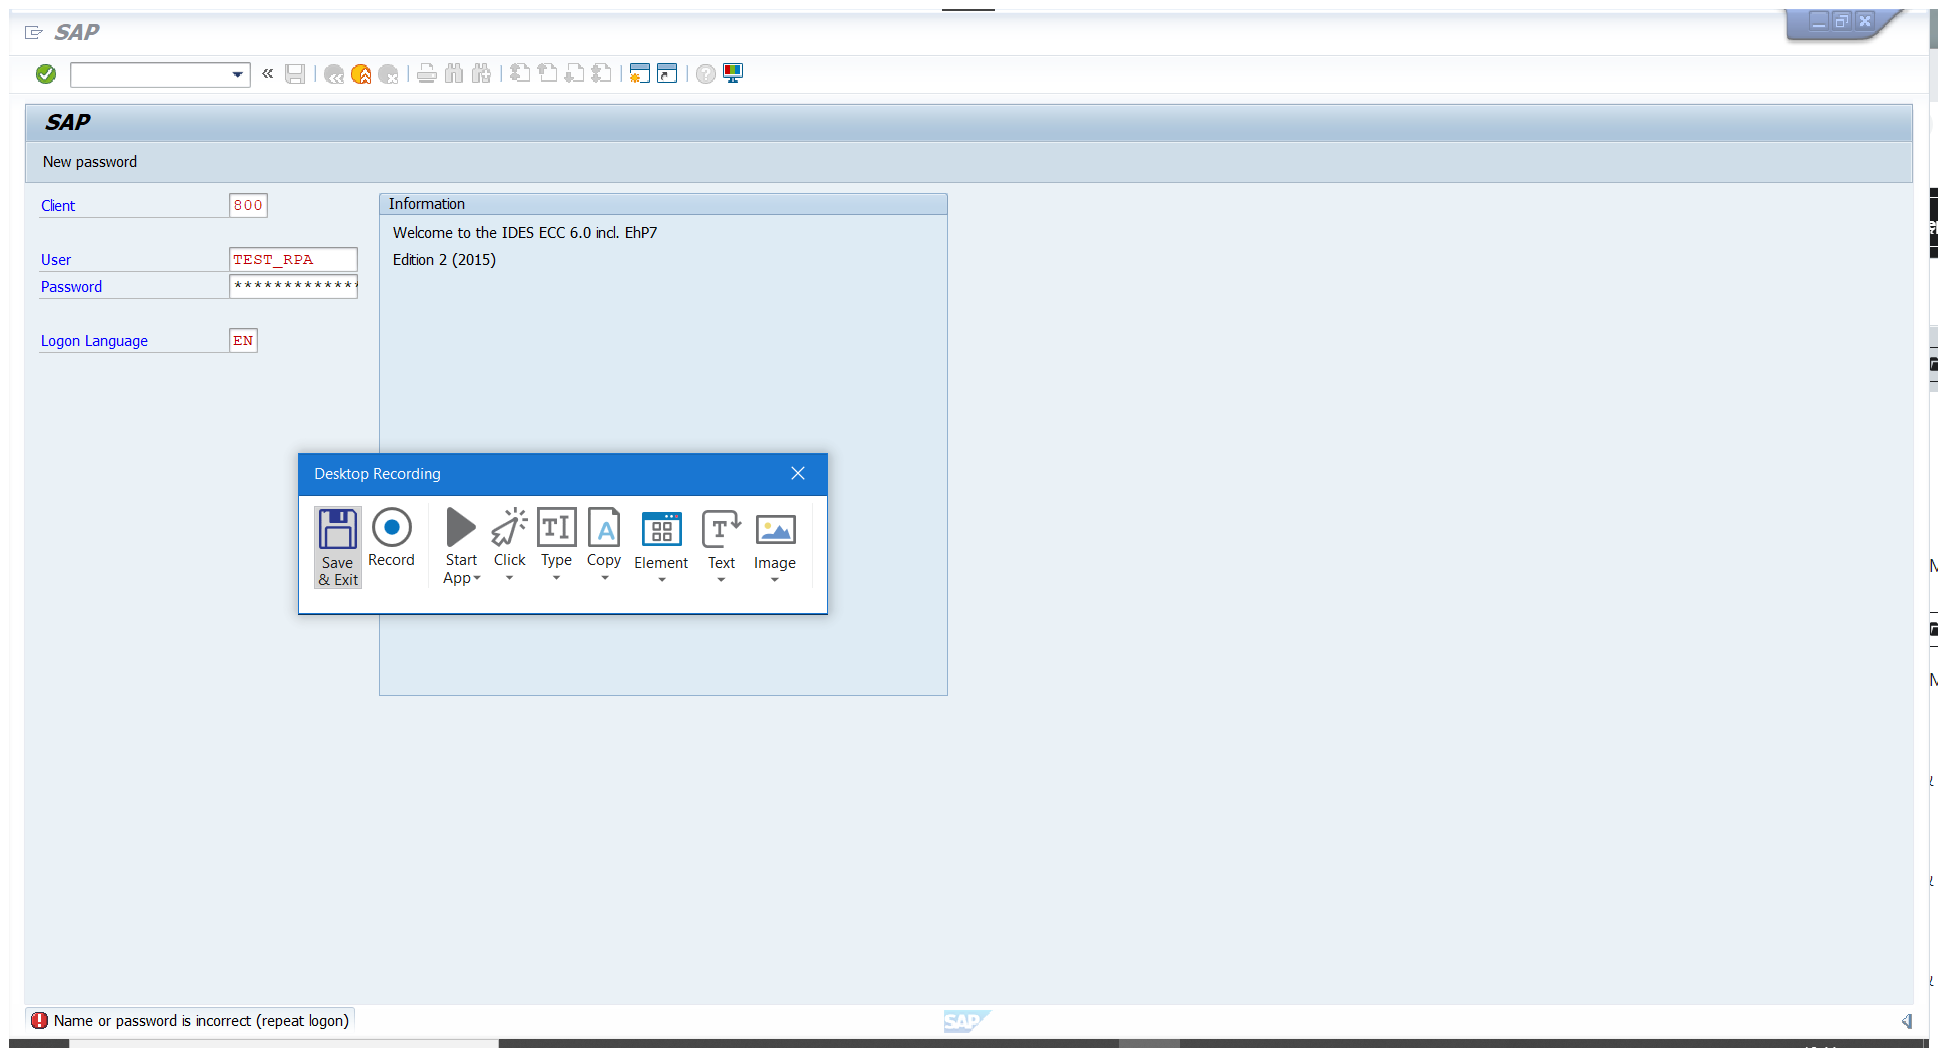 SAP
SAP
New password
Client 800
User TEST_RPA
Password *************
Logon Language EN
Information
Welcome to the IDES ECC 6.0 incl. EhP7
Edition 2 (2015)
Desktop Recording
Save & Exit
Record
Start App
Click
Type
Copy
Element
Text
Image
Name or password is incorrect (repeat logon)
SAP